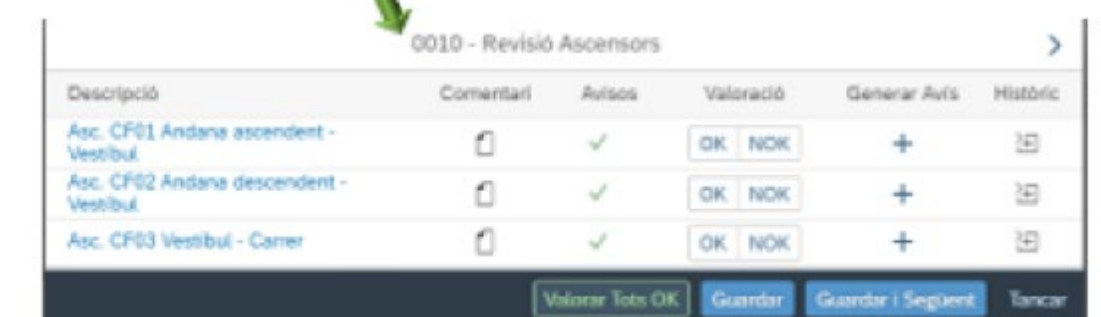 0010 - Revisió Ascensors
Descripció Comentari Avisos Valoració Generar Avís Històric
Asc. CF01 Andana ascendent -
Vestíbul
OK NOK
Asc. CF02 Andana descendent -
Vestíbul
OK NOK
Asc. CF03 Vestíbul - Carrer OK NOK
Valorar Tots OK Guardar Guardar i Següent Tancar